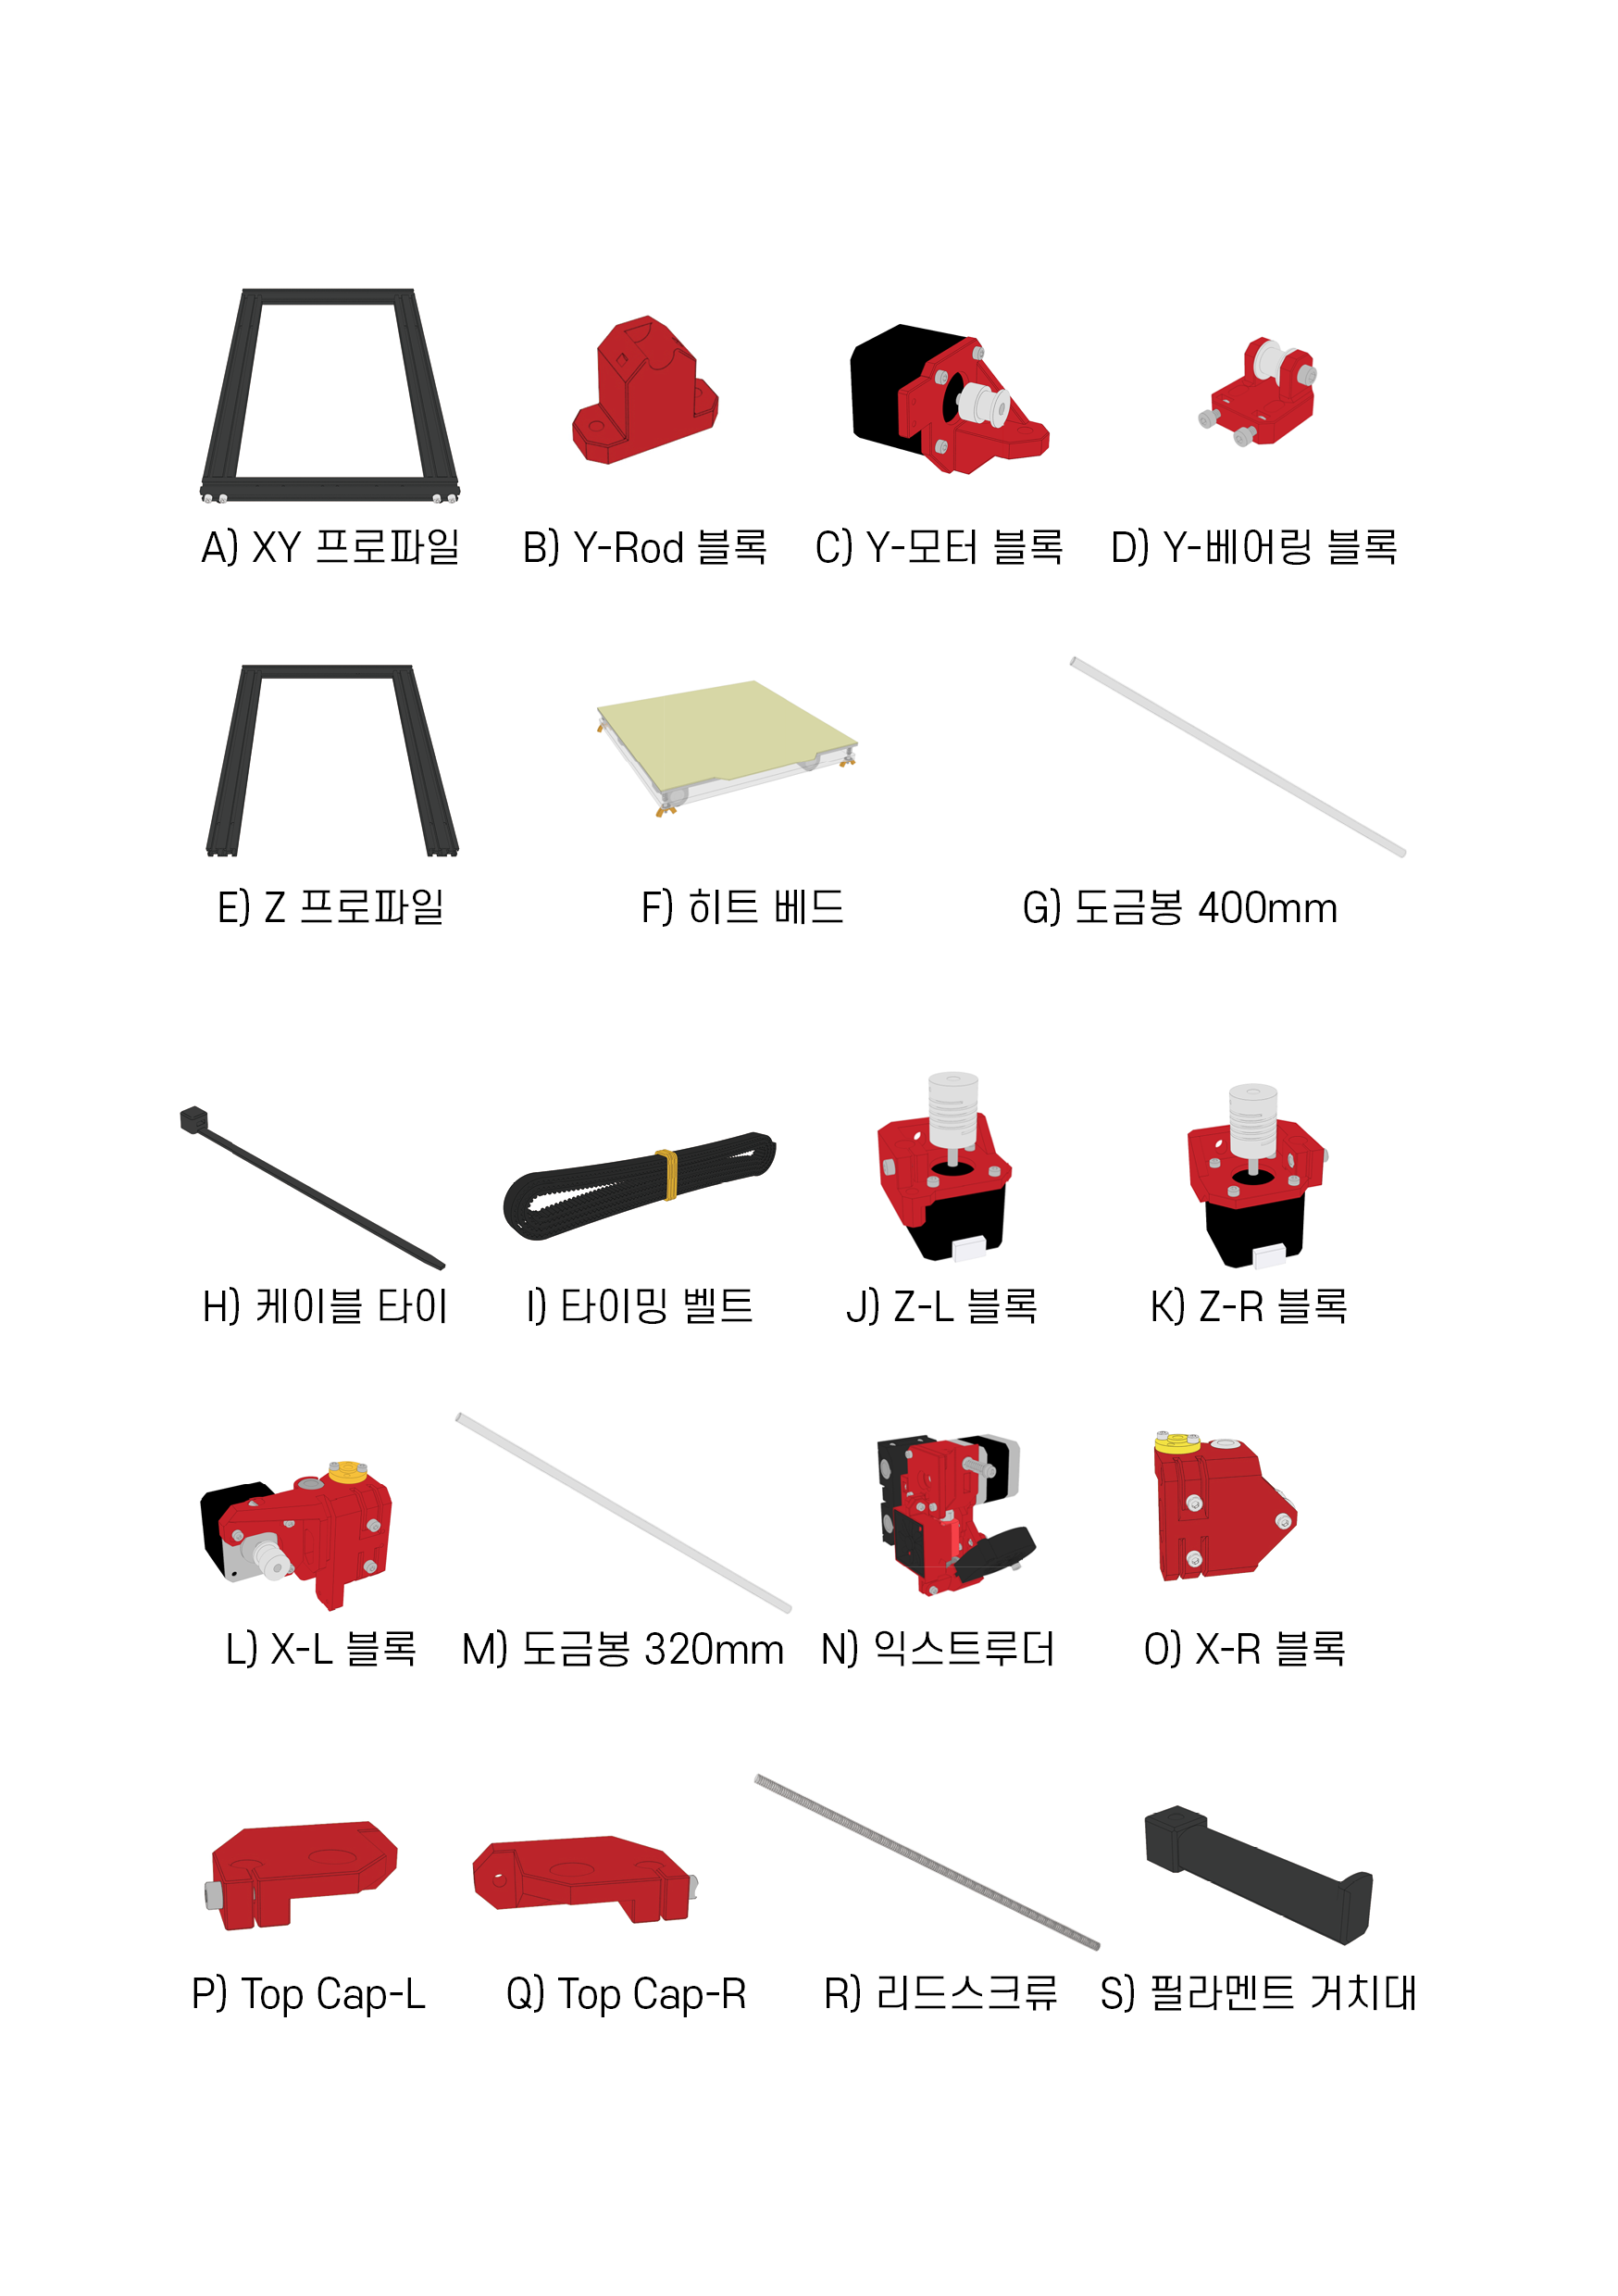 A) XY 프로파일
B) Y-Rod 블록
C) Y-모터 블록
D) Y-베어링 블록
E) Z 프로파일
F) 히트 베드
G) 도금봉 400mm
H) 케이블 타이
I) 타이밍 벨트
J) Z-L 블록
K) Z-R 블록
L) X-L 블록
M) 도금봉 320mm
N) 익스트루더
O) X-R 블록
P) Top Cap-L
Q) Top Cap-R
R) 리드스크류
S) 필라멘트 거치대